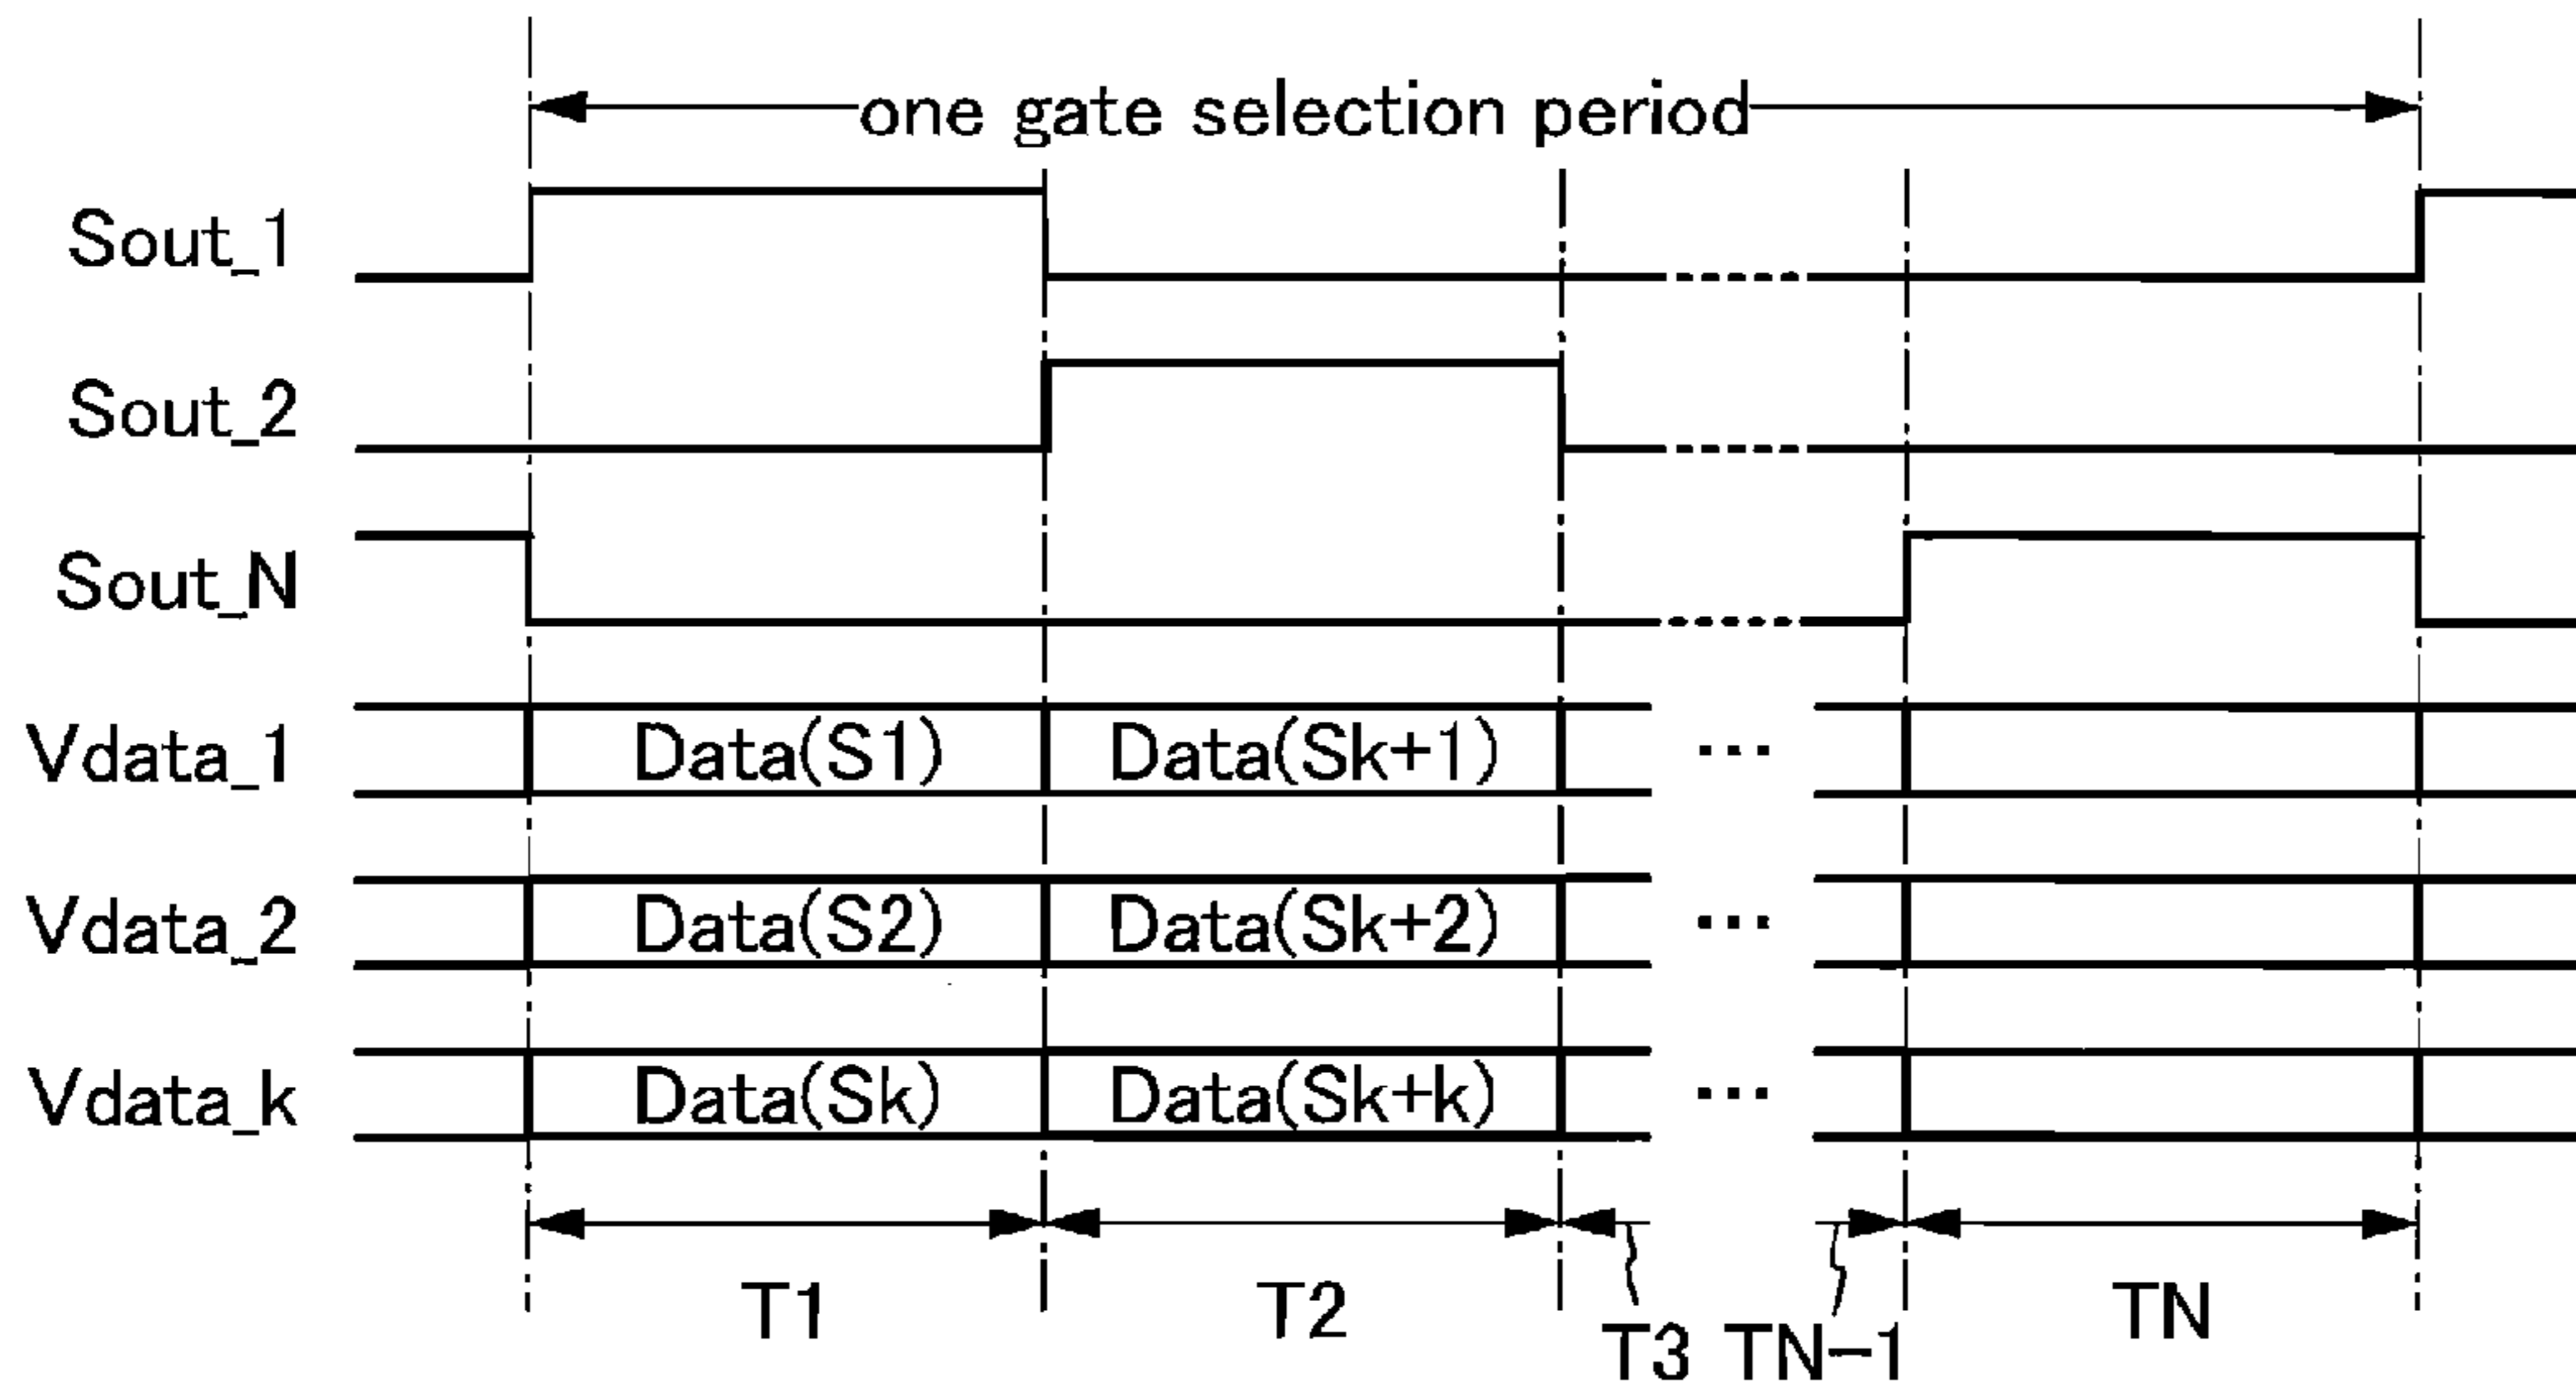 one gate selection period
Sout_1
Sout_2
Sout_N
Vdata_1 Data(S1) Data(Sk+1) ...
Vdata_2 Data(S2) Data(Sk+2) ...
Vdata_k Data(Sk) Data(Sk+k) ...
T1 T2 T3 TN-1 TN